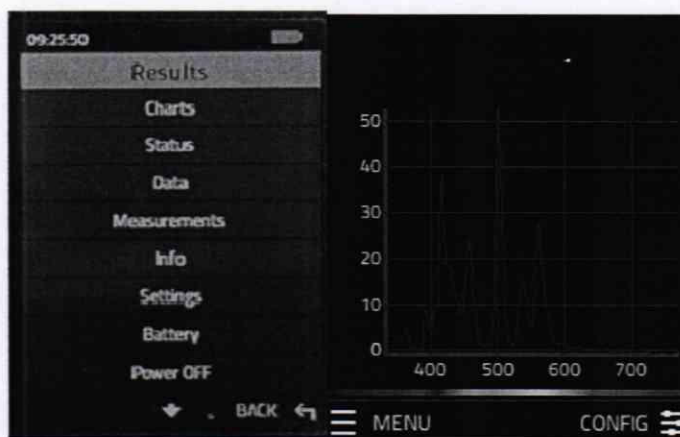 09:25:50
Results
Charts
Status
Data
Measurements
Info
Settings
Battery
Power OFF
BACK
50
40
30
20
10
0
400 500 600 700
MENU CONFIG